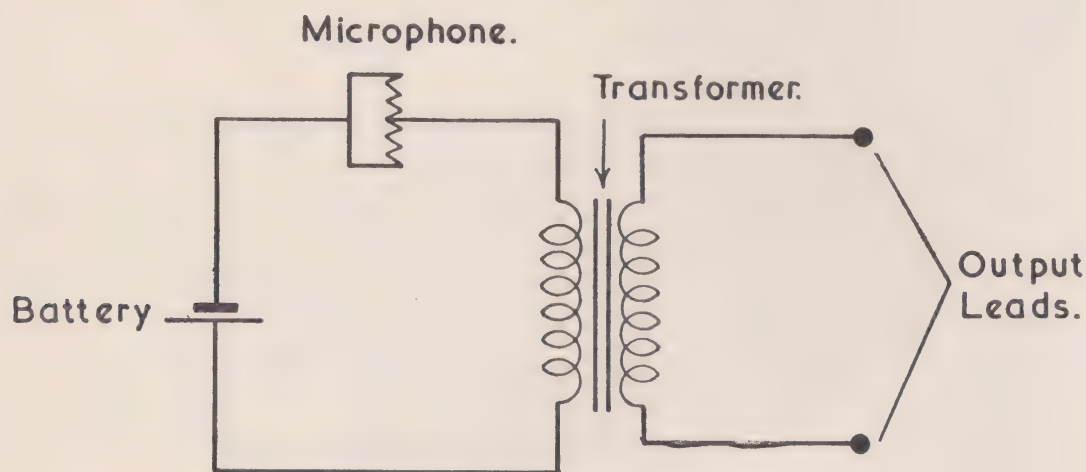 Microphone.
Transformer.
Battery
Output
Leads.